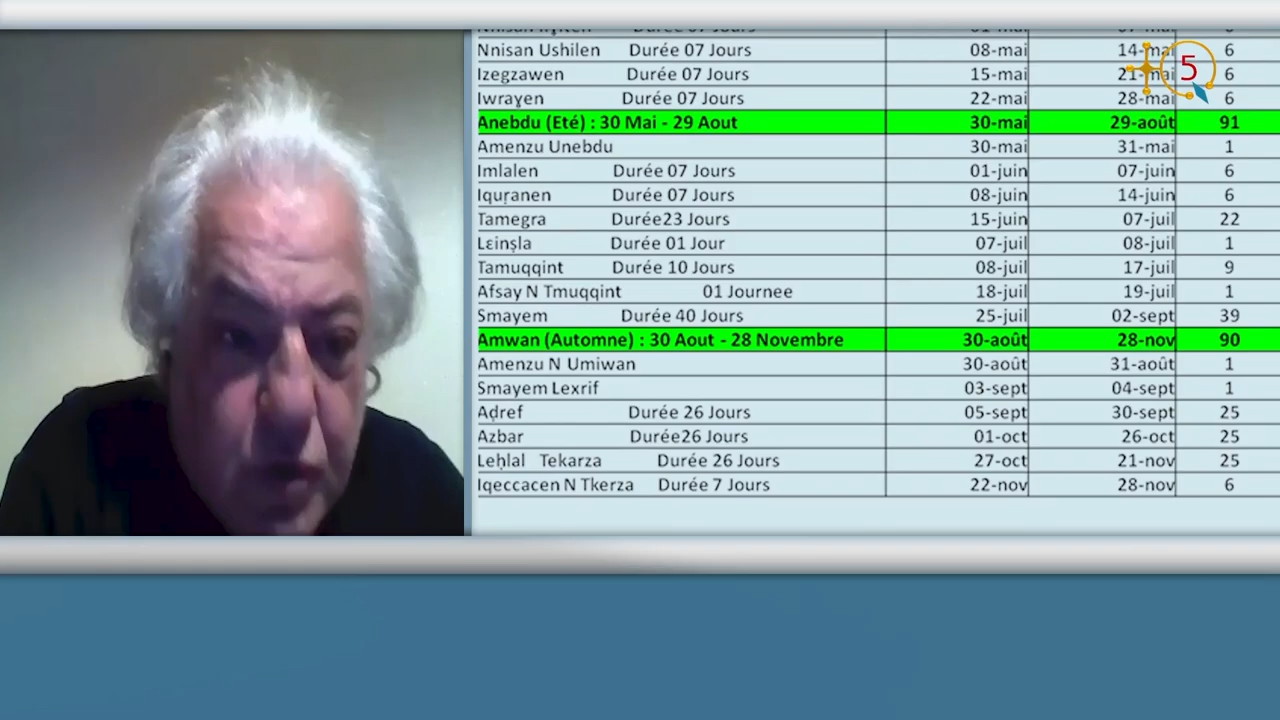 Nnisan Ushilen Durée 07 Jours 08-mai 14-mai 6
5
Izegzawen Durée 07 Jours 15-mai 21-mai 6
Iwraɣen Durée 07 Jours 22-mai 28-mai 6
Anebdu (Eté) : 30 Mai - 29 Aout 30-mai 29-août 91
Amenzu Unebdu 30-mai 31-mai 1
Imlalen Durée 07 Jours 01-juin 07-juin 6
Iquṛanen Durée 07 Jours 08-juin 14-juin 6
Tamegra Durée23 Jours 15-juin 07-juil 22
Lɛinṣla Durée 01 Jour 07-juil 08-juil 1
Tamuqqint Durée 10 Jours 08-juil 17-juil 9
Afsay N Tmuqqint 01 Journee 18-juil 19-juil 1
Smayem Durée 40 Jours 25-juil 02-sept 39
Amwan (Automne) : 30 Aout - 28 Novembre 30-août 28-nov 90
Amenzu N Umiwan 30-août 31-août 1
Smayem Lexrif 03-sept 04-sept 1
Aḍref Durée 26 Jours 05-sept 30-sept 25
Azbar Durée26 Jours 01-oct 26-oct 25
Leḥlal Tekarza Durée 26 Jours 27-oct 21-nov 25
Iqeccacen N Tkerza Durée 7 Jours 22-nov 28-nov 6